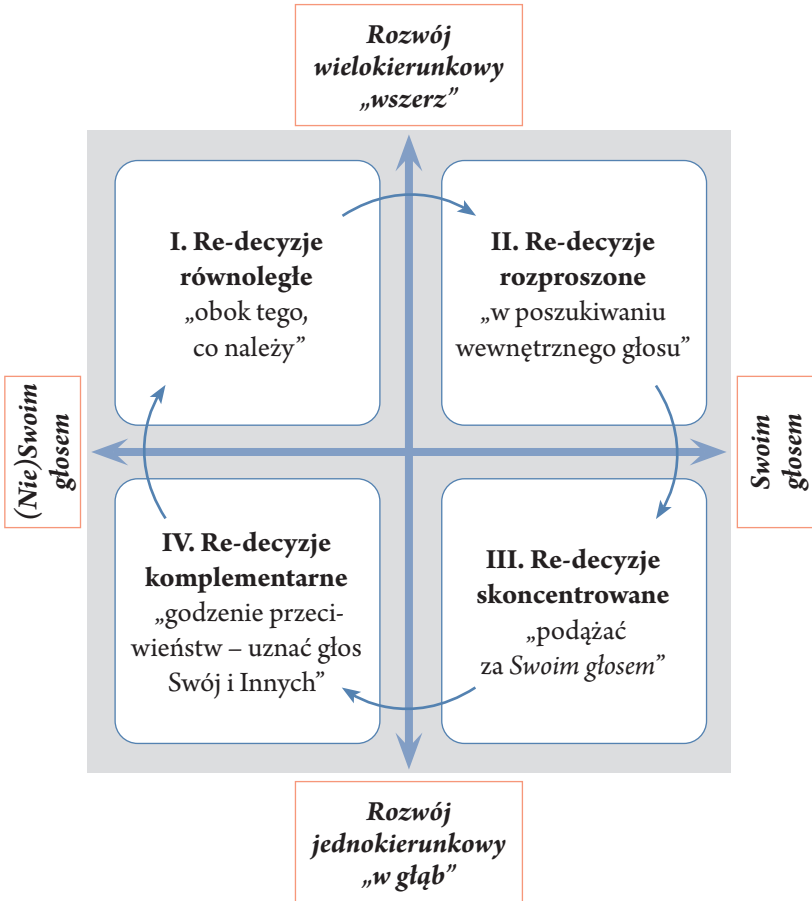 Rozwój
wielokierunkowy
„wszerz”
I. Re-decyzje
równoległe
„obok tego,
co należy”
II. Re-decyzje
rozproszone
„w poszukiwaniu
wewnętrznego głosu”
(Nie)Swoim
głosem
Swoim
głosem
IV. Re-decyzje
komplementarne
„godzenie przeci-
wieństw – uznać głos
Swój i Innych”
III. Re-decyzje
skoncentrowane
„podążać
za Swoim głosem”
Rozwój
jednokierunkowy
„w głąb”